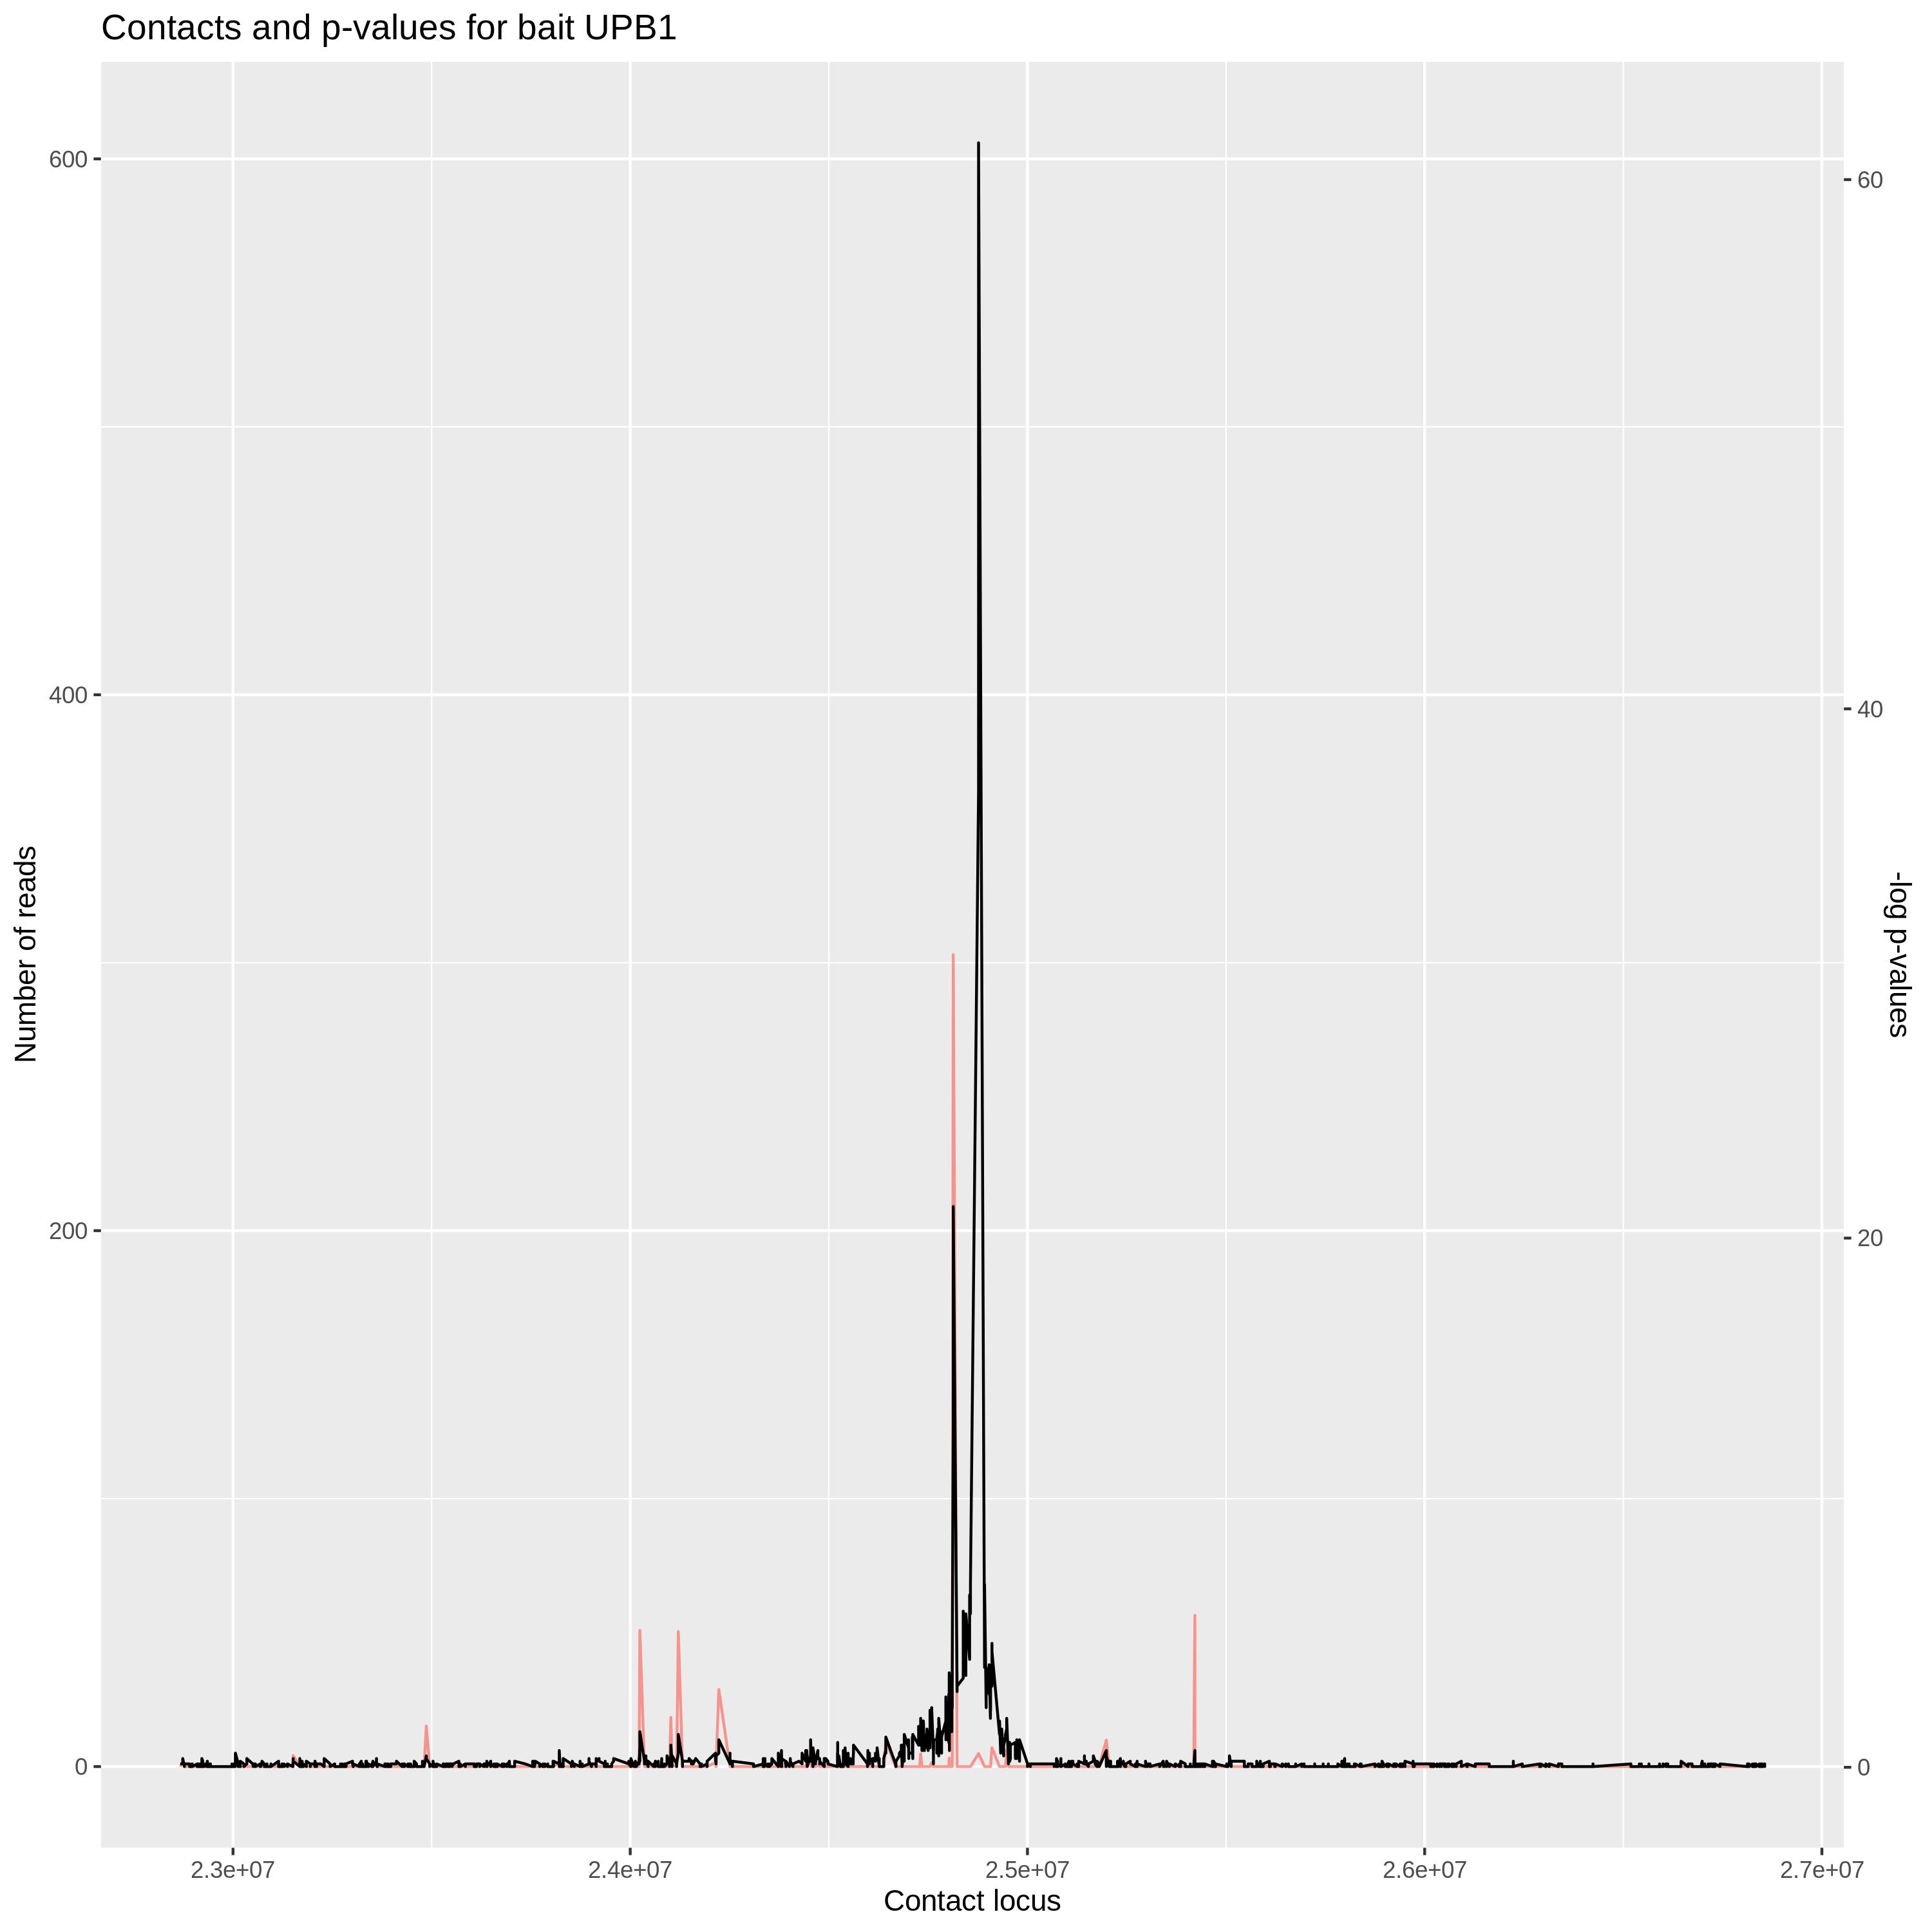 Contacts and p-values for bait UPB1
600
400
200
0
Number of reads
60
40
20
0
-log p-values
2.3e+07
2.4e+07
2.5e+07
2.6e+07
2.7e+07
Contact locus